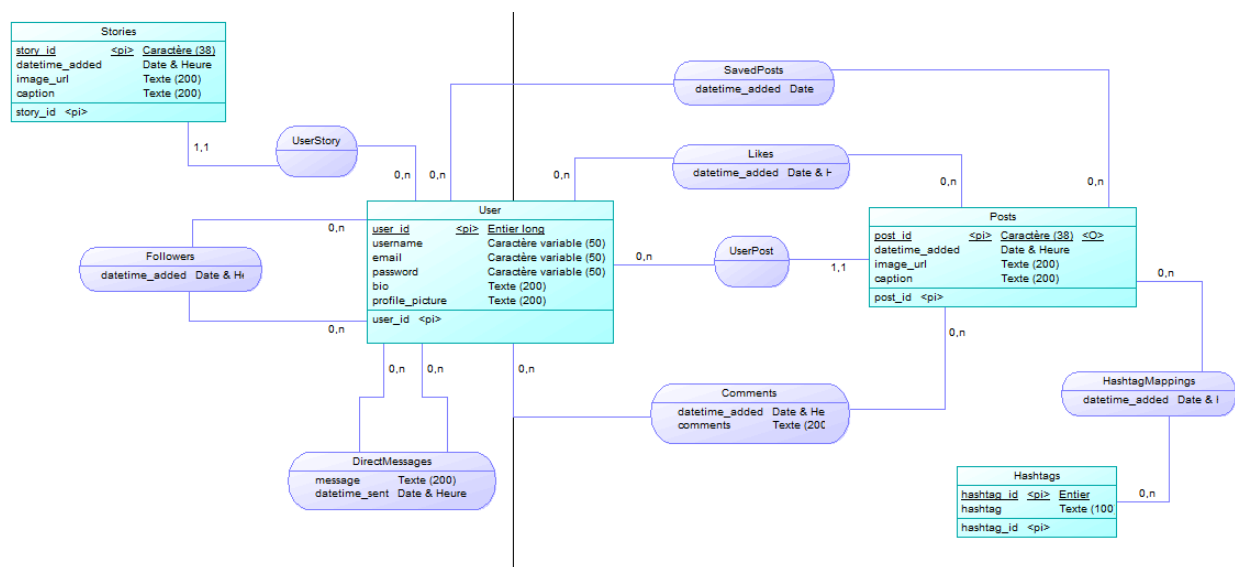 Stories
story_id <pi> Caractère (38)
datetime_added Date & Heure
image_url Texte (200)
caption Texte (200)
story_id <pi>
1,1
UserStory
0,n
SavedPosts
datetime_added Date
0,n
0,n
Likes
datetime_added Date & H
0,n
0,n
User
user_id <pi> Entier long
username Caractère variable (50)
email Caractère variable (50)
password Caractère variable (50)
bio Texte (200)
profile_picture Texte (200)
user_id <pi>
0,n
Followers
datetime_added Date & H
0,n
0,n
UserPost
1,1
Posts
post_id <pi> Caractère (38) <O>
datetime_added Date & Heure
image_url Texte (200)
caption Texte (200)
post_id <pi>
0,n
0,n
0,n
0,n
0,n
Comments
datetime_added Date & He
comments Texte (200
HashtagMappings
datetime_added Date &
DirectMessages
message Texte (200)
datetime_sent Date & Heure
Hashtags
hashtag_id <pi> Entier
hashtag Texte (100
hashtag_id <pi>
0,n